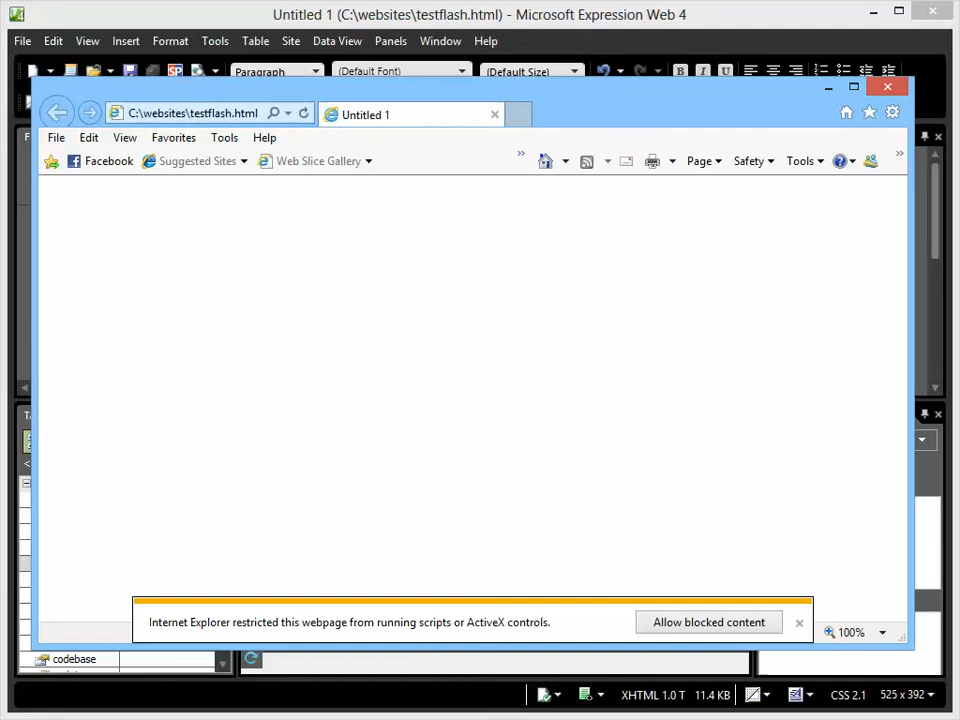 Untitled 1 (C:\websites\testflash.html) - Microsoft Expression Web 4
File Edit View Insert Format Tools Table Site Data View Panels Window Help
Paragraph (Default Font) (Default Size) B I U
C:\websites\testflash.html Untitled 1
File Edit View Favorites Tools Help
Facebook Suggested Sites Web Slice Gallery » Page Safety Tools »
Internet Explorer restricted this webpage from running scripts or ActiveX controls. Allow blocked content
100%
codebase
XHTML 1.0 T 11.4 KB CSS 2.1 525 x 392